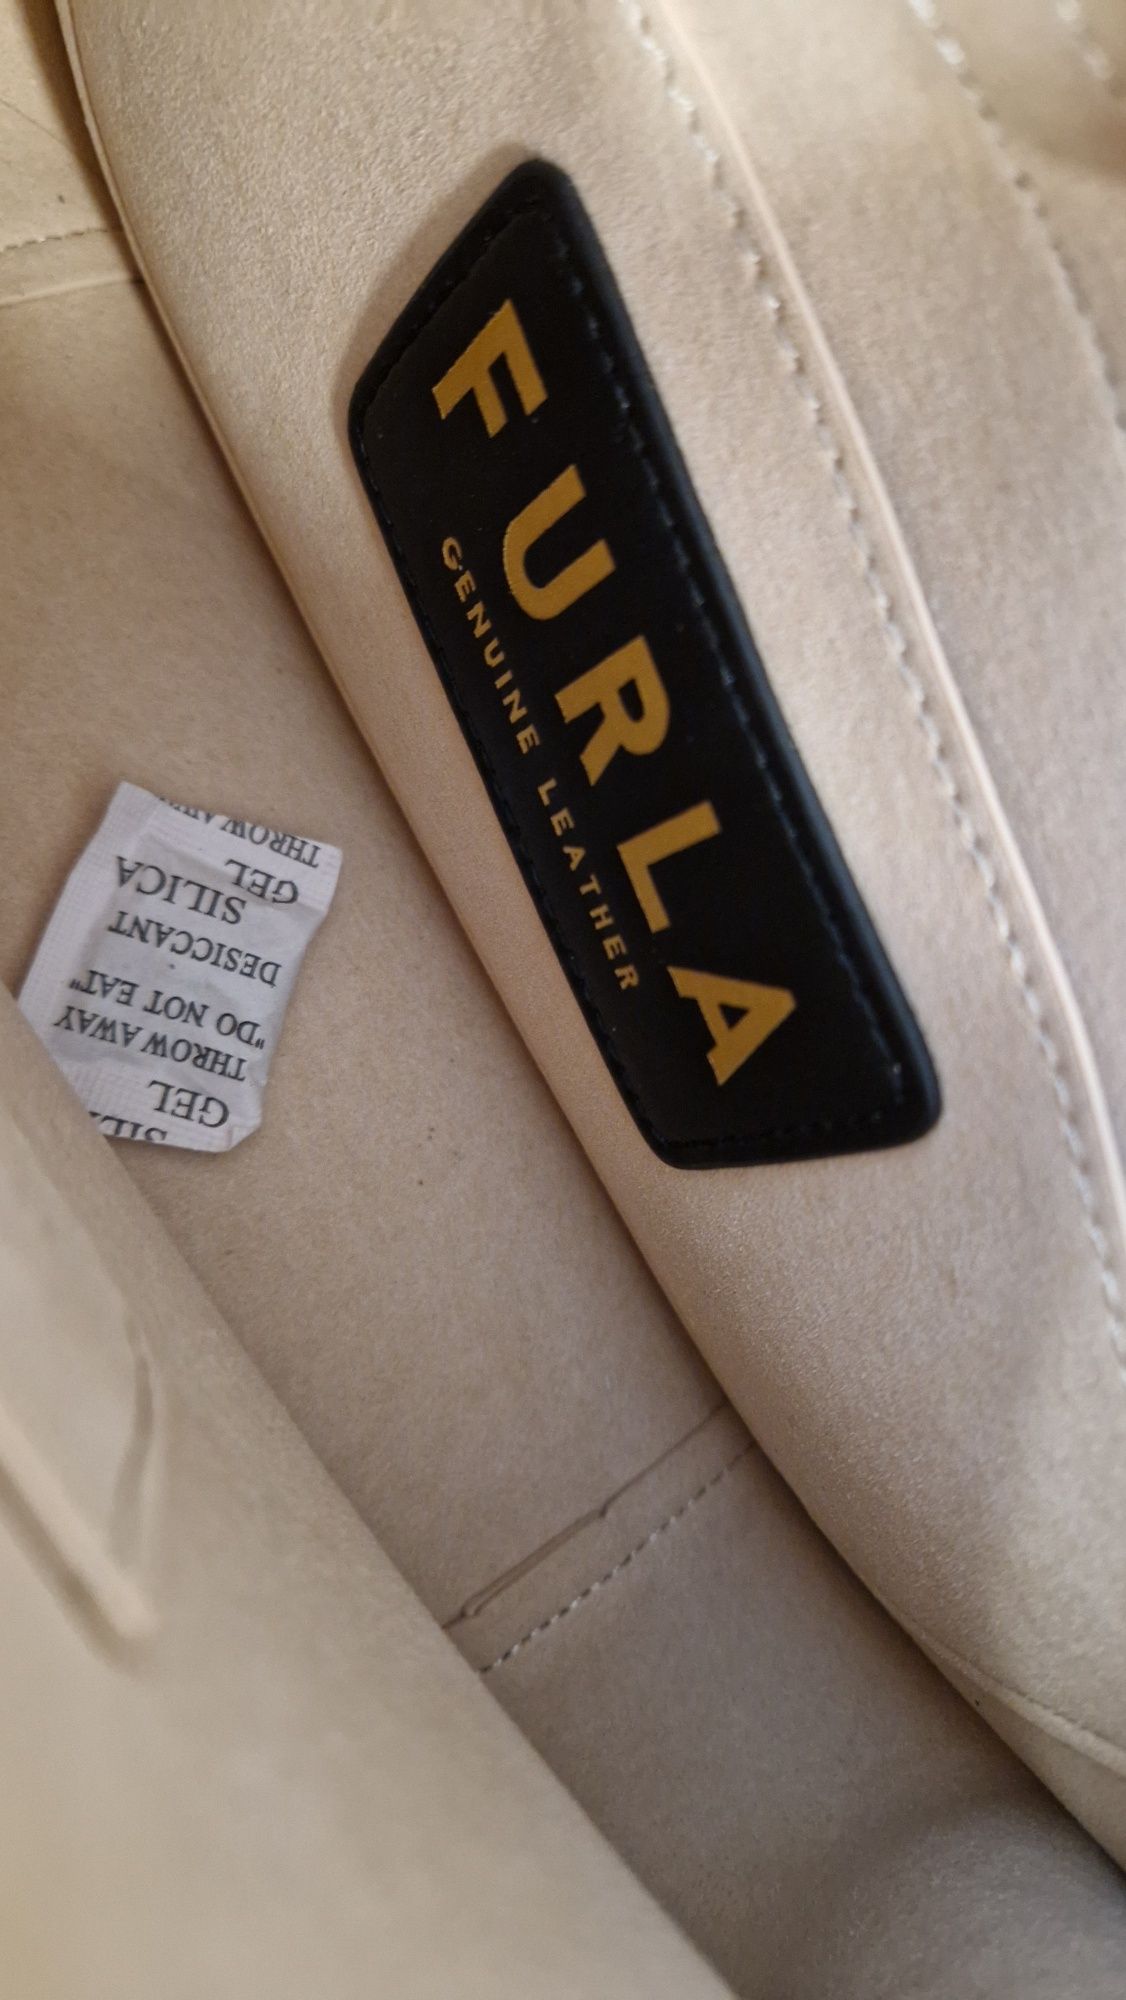 FURLA
GENUINE LEATHER
GEL
THROW AWAY
"DO NOT EAT"
DESICCANT
SILICA
GEL
THROW AWAY